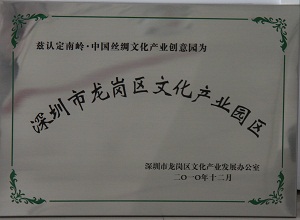 兹认定南岭·中国丝绸文化产业创意园为
深圳市龙岗区文化产业园区
深圳市龙岗区文化产业发展办公室
二〇一〇年十二月